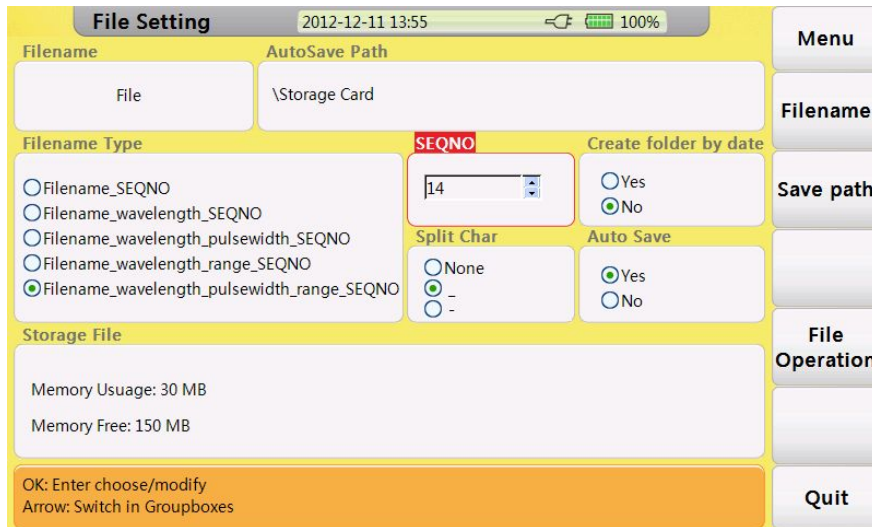 File Setting
2012-12-11 13:55
100%
Menu
Filename
AutoSave Path
File
\Storage Card
Filename
Filename Type
SEQNO
Create folder by date
Filename_SEQNO
Filename_wavelength_SEQNO
Filename_wavelength_pulsewidth_SEQNO
Filename_wavelength_range_SEQNO
Filename_wavelength_pulsewidth_range_SEQNO
14
Yes
No
Save path
Split Char
Auto Save
None
_
-
Yes
No
Storage File
File
Operation
Memory Usuage: 30 MB
Memory Free: 150 MB
OK: Enter choose/modify
Arrow: Switch in Groupboxes
Quit